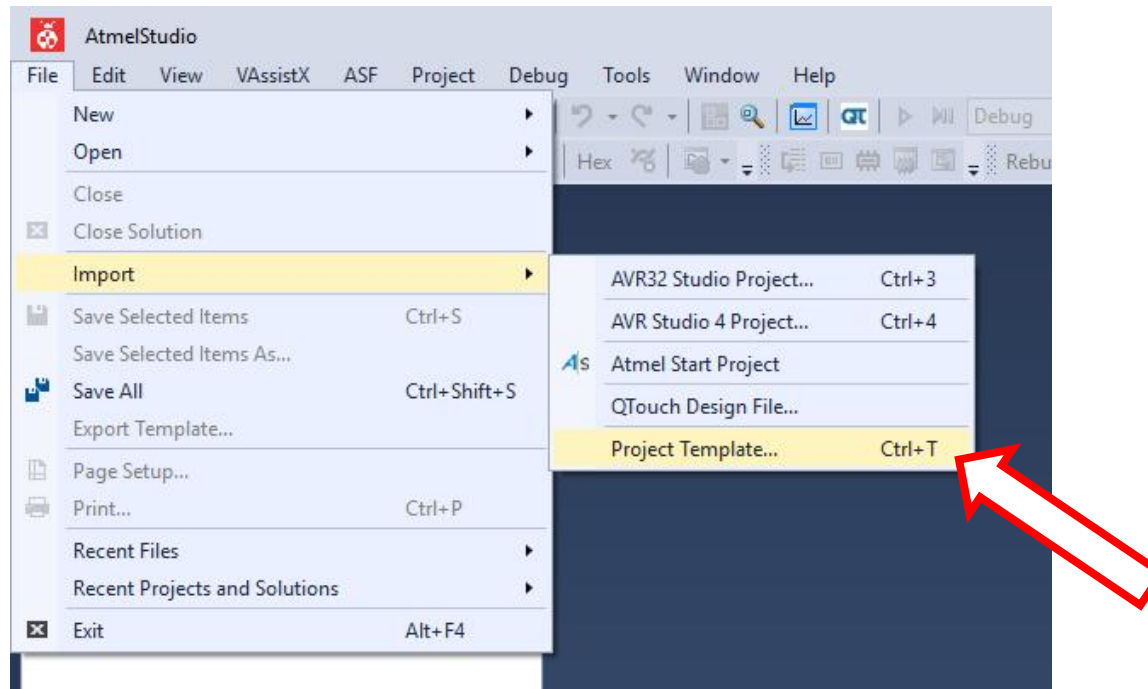 AtmelStudio
File Edit View VAssistX ASF Project Debug Tools Window Help
New
Open
Close
Close Solution
Import
Save Selected Items Ctrl+S
Save Selected Items As...
Save All Ctrl+Shift+S
Export Template...
Page Setup...
Print... Ctrl+P
Recent Files
Recent Projects and Solutions
Exit Alt+F4
Debug
Hex Rebu
AVR32 Studio Project... Ctrl+3
AVR Studio 4 Project... Ctrl+4
Atmel Start Project
QTouch Design File...
Project Template... Ctrl+T